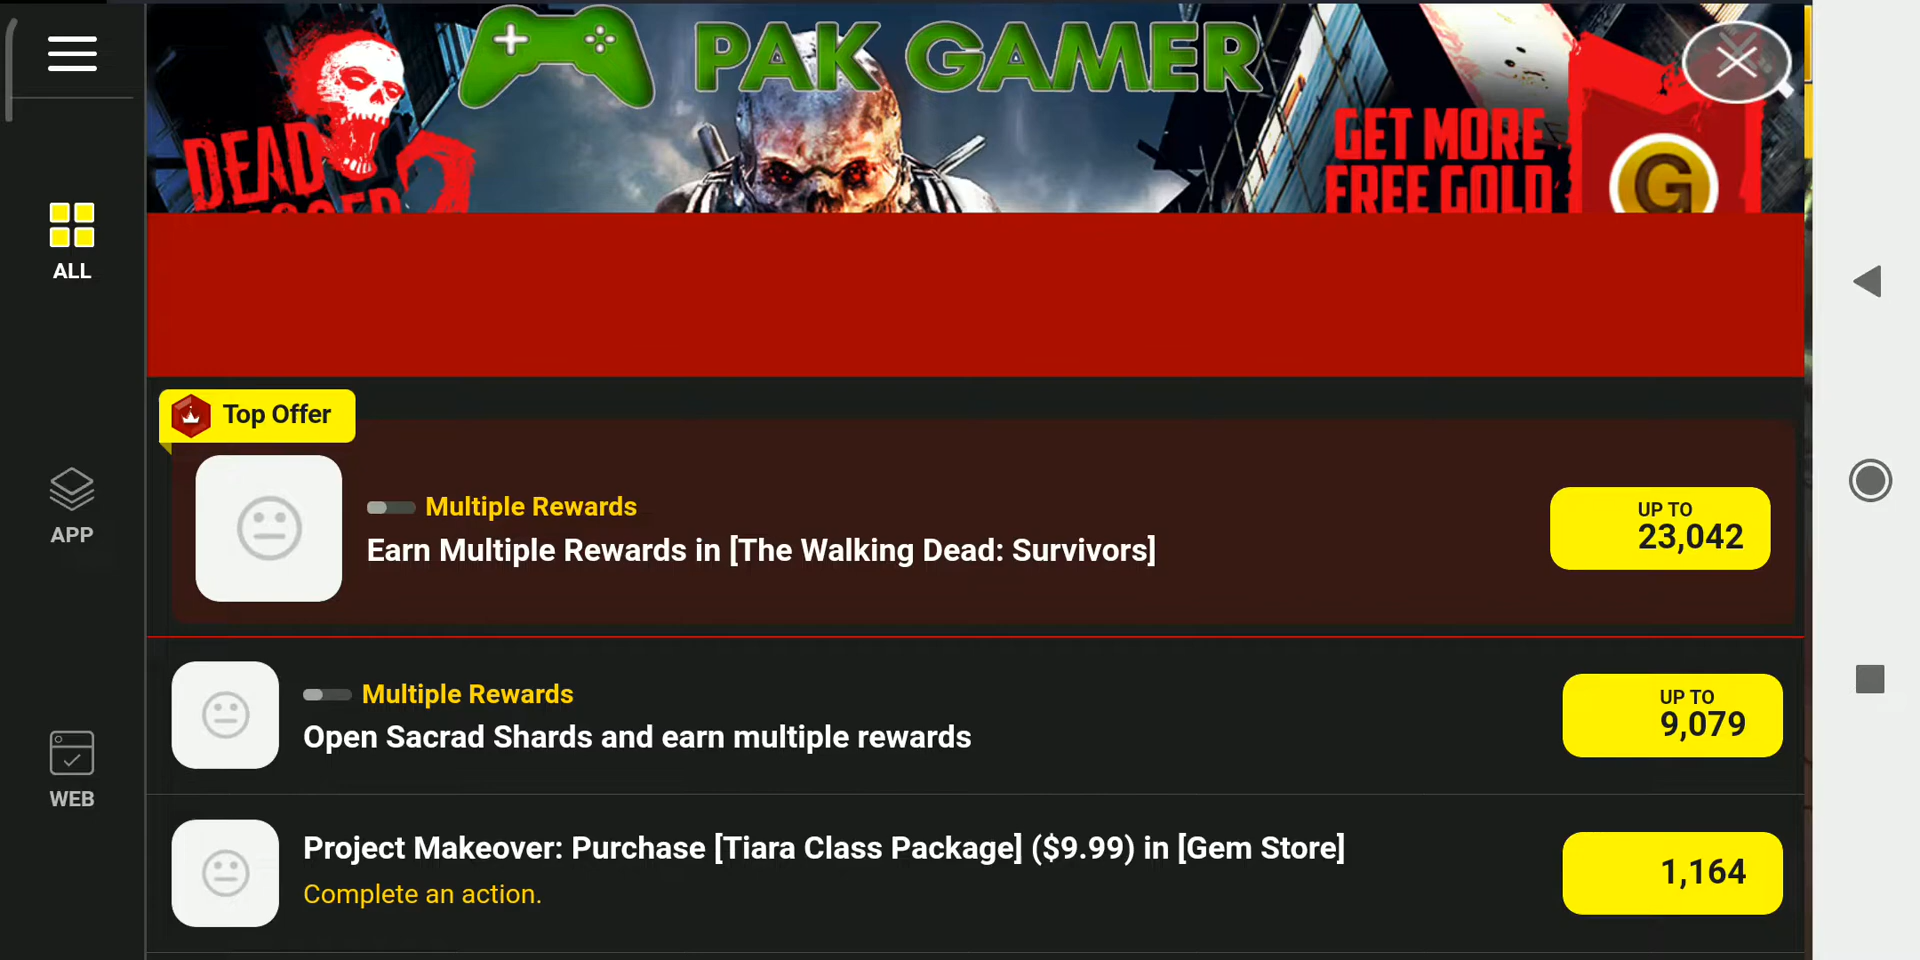 PAK GAMER
DEAD
2
GET MORE
FREE GOLD
G
ALL
APP
WEB
Top Offer
Multiple Rewards
Earn Multiple Rewards in [The Walking Dead: Survivors]
UP TO
23,042
Multiple Rewards
Open Sacrad Shards and earn multiple rewards
UP TO
9,079
Project Makeover: Purchase [Tiara Class Package] ($9.99) in [Gem Store]
Complete an action.
1,164